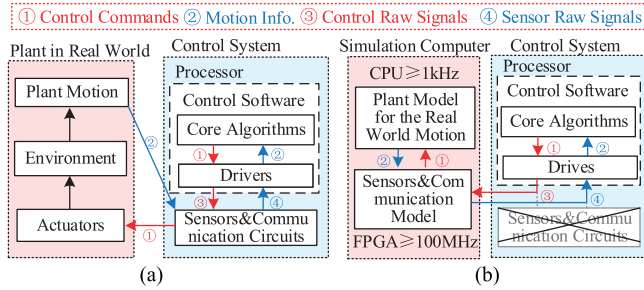 ① Control Commands ② Motion Info. ③ Control Raw Signals ④ Sensor Raw Signals
Plant in Real World
Plant Motion
Environment
Actuators
②
①
Control System
Processor
Control Software
Core Algorithms
① ②
Drivers
③ ④
Sensors&Commu
nication Circuits
(a)
Simulation Computer
CPU≥1kHz
Plant Model
for the Real
World Motion
② ①
Sensors&Com
munication
Model
FPGA≥100MHz
Control System
Processor
Control Software
Core Algorithms
① ②
Drives
③ ④
Sensors&Commu
nication Circuits
(b)